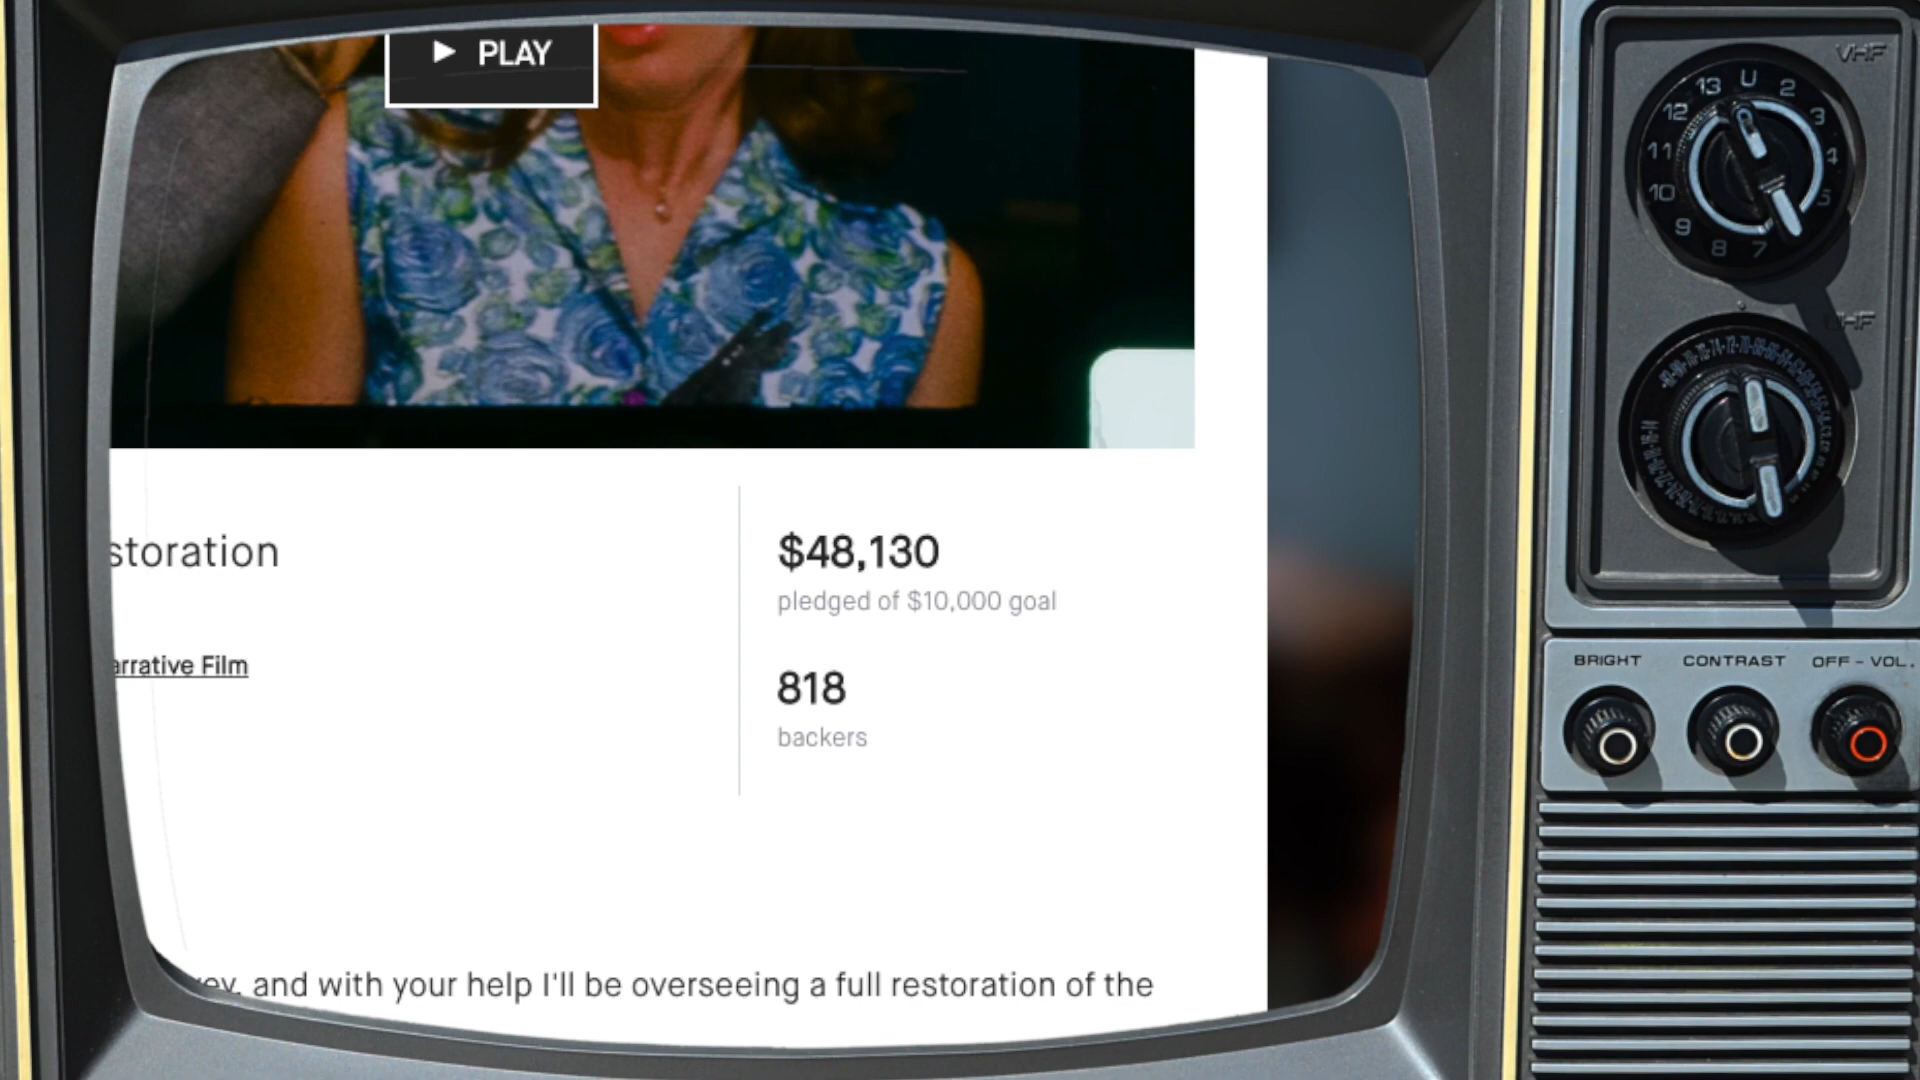 PLAY
storation
$48,130
pledged of $10,000 goal
arrative Film
818
backers
ey, and with your help I'll be overseeing a full restoration of the
VHF
13 U 2
12 3
11 4
10 5
9 8 7
UHF
BRIGHT CONTRAST OFF-VOL.